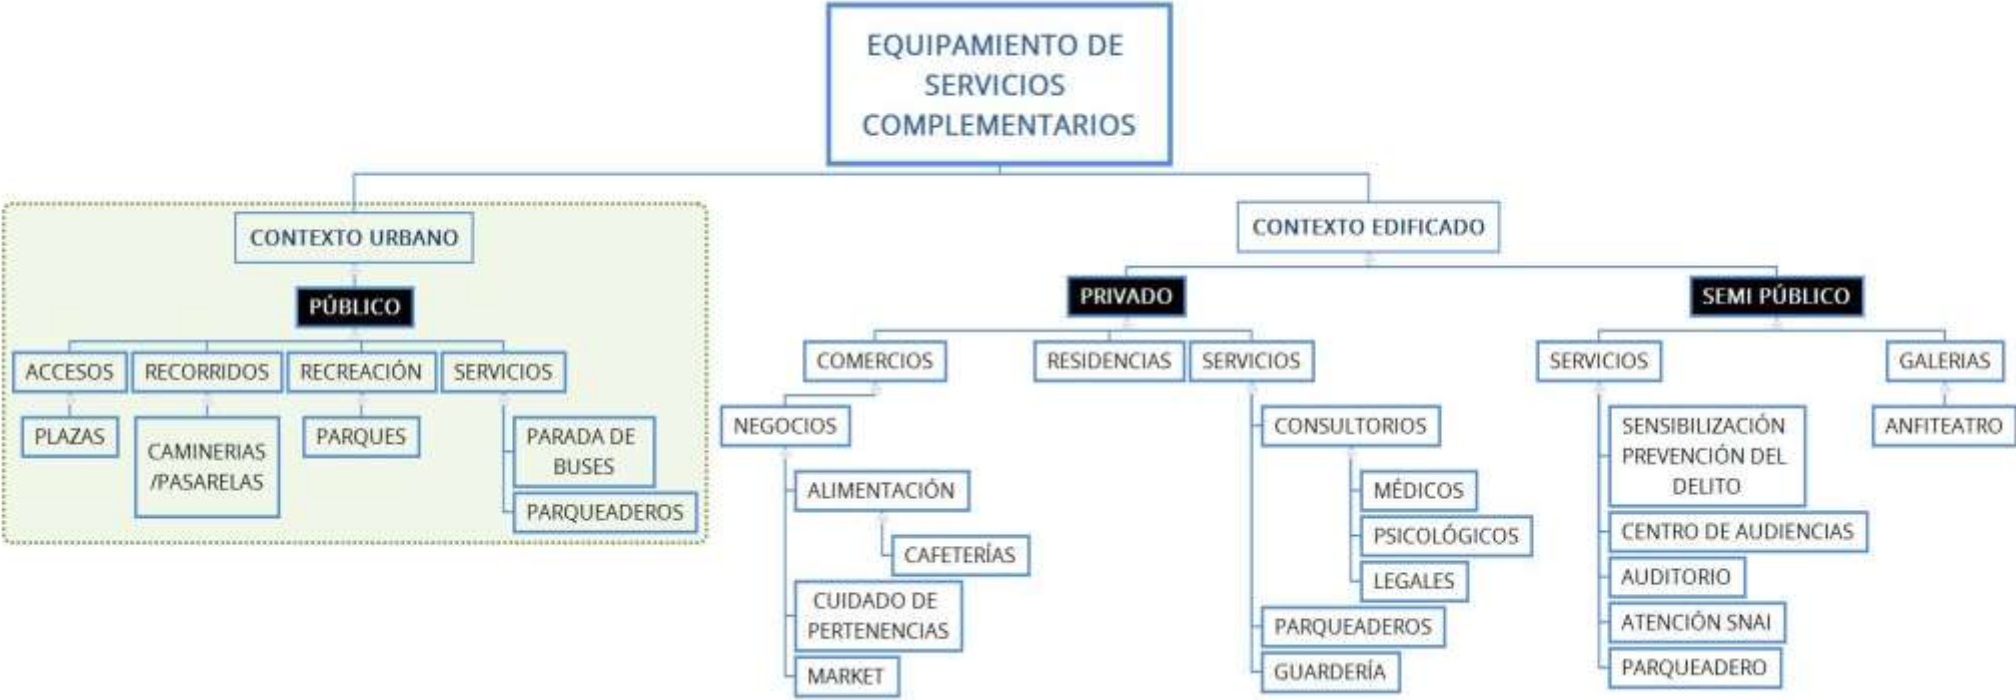 EQUIPAMIENTO DE
SERVICIOS
COMPLEMENTARIOS
CONTEXTO URBANO
PÚBLICO
ACCESOS
PLAZAS
RECORRIDOS
CAMINERIAS
/PASARELAS
RECREACIÓN
PARQUES
SERVICIOS
PARADA DE
BUSES
PARQUEADEROS
CONTEXTO EDIFICADO
PRIVADO
COMERCIOS
NEGOCIOS
ALIMENTACIÓN
CAFETERÍAS
CUIDADO DE
PERTENENCIAS
MARKET
RESIDENCIAS
SERVICIOS
CONSULTORIOS
MÉDICOS
PSICOLÓGICOS
LEGALES
PARQUEADEROS
GUARDERÍA
SEMI PÚBLICO
SERVICIOS
SENSIBILIZACIÓN
PREVENCIÓN DEL
DELITO
CENTRO DE AUDIENCIAS
AUDITORIO
ATENCIÓN SNAI
PARQUEADERO
GALERIAS
ANFITEATRO